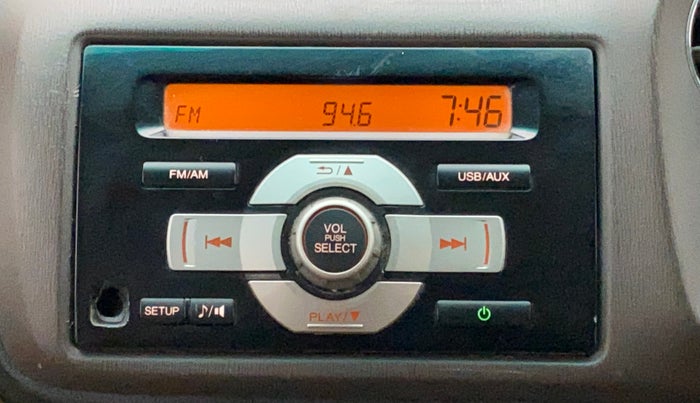 FM 94.6 7:46
FM/AM
USB/AUX
VOL
PUSH
SELECT
SETUP
PLAY/▼